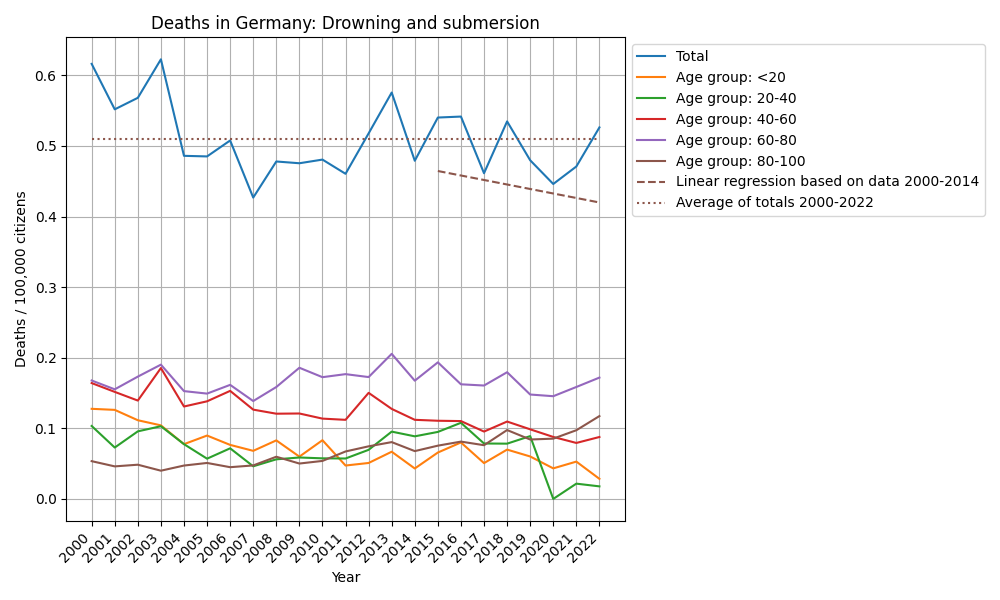 Deaths in Germany: Drowning and submersion
Total
Age group: <20
Age group: 20-40
Age group: 40-60
Age group: 60-80
Age group: 80-100
Linear regression based on data 2000-2014
Average of totals 2000-2022
Deaths / 100,000 citizens
0.6
0.5
0.4
0.3
0.2
0.1
0.0
2000 2001 2002 2003 2004 2005 2006 2007 2008 2009 2010 2011 2012 2013 2014 2015 2016 2017 2018 2019 2020 2021 2022
Year